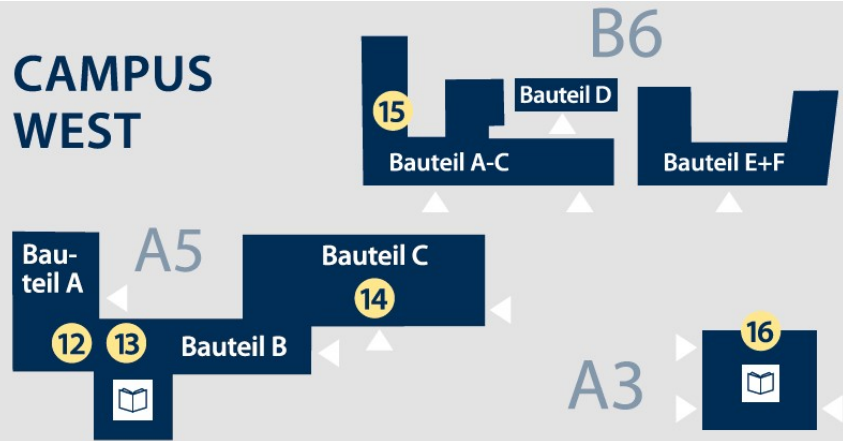 CAMPUS
WEST
B6
15
Bauteil D
Bauteil A-C
Bauteil E+F
Bau-
teil A
A5
Bauteil C
14
12
13
Bauteil B
A3
16